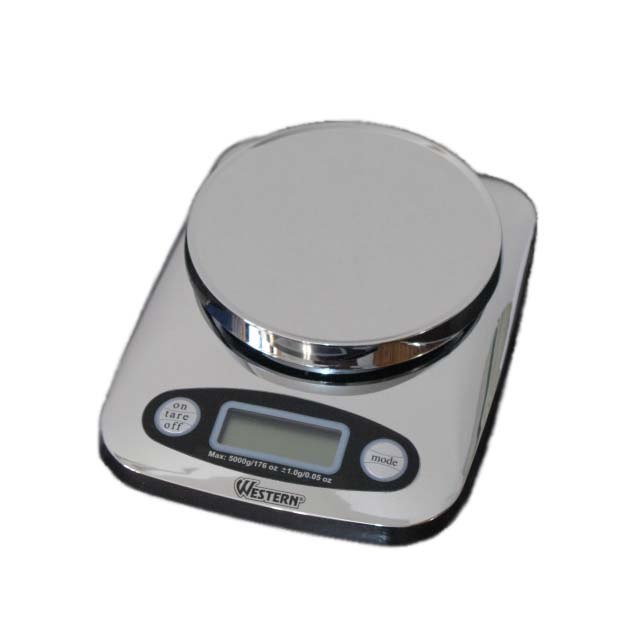 on
tare
off
mode
Max: 5000g/176 oz ±1.0g/0.05 oz
WESTERN®